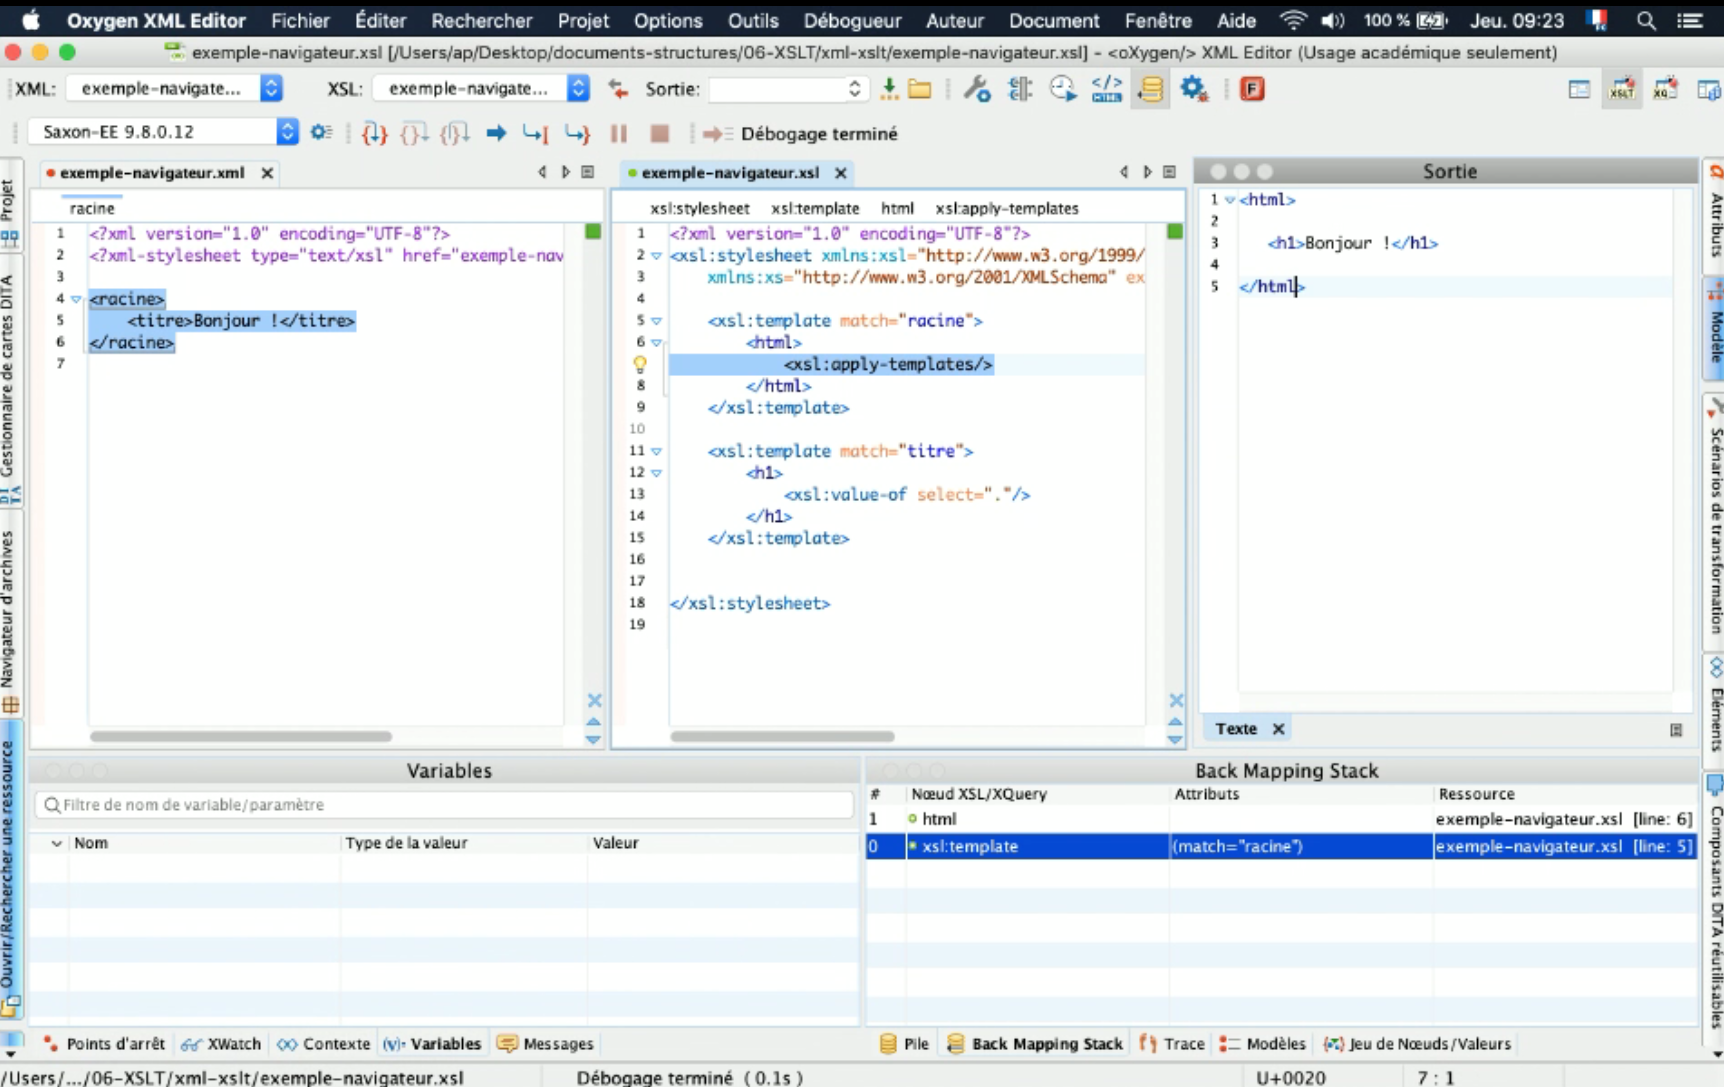 Oxygen XML Editor Fichier Éditer Rechercher Projet Options Outils Débogueur Auteur Document Fenêtre Aide 100 % Jeu. 09:23
exemple-navigateur.xsl [/Users/ap/Desktop/documents-structures/06-XSLT/xml-xslt/exemple-navigateur.xsl] - <oXygen/> XML Editor (Usage académique seulement)
XML: exemple-navigate... XSL: exemple-navigate... Sortie:
Saxon-EE 9.8.0.12 Débogage terminé
Projet
Gestionnaire de cartes DITA
Navigateur d'archives
Ouvrir/Rechercher une ressource
exemple-navigateur.xml
racine
1 <?xml version="1.0" encoding="UTF-8"?>
2 <?xml-stylesheet type="text/xsl" href="exemple-nav
3
4 <racine>
5 <titre>Bonjour !</titre>
6 </racine>
7
exemple-navigateur.xsl
xsl:stylesheet xsl:template html xsl:apply-templates
1 <?xml version="1.0" encoding="UTF-8"?>
2 <xsl:stylesheet xmlns:xsl="http://www.w3.org/1999/
3 xmlns:xs="http://www.w3.org/2001/XMLSchema" ex
4
5 <xsl:template match="racine">
6 <html>
<xsl:apply-templates/>
8 </html>
9 </xsl:template>
10
11 <xsl:template match="titre">
12 <h1>
13 <xsl:value-of select="."/>
14 </h1>
15 </xsl:template>
16
17
18 </xsl:stylesheet>
19
Sortie
1 <html>
2
3 <h1>Bonjour !</h1>
4
5 </html>
Texte
Attributs
Modèle
Scénarios de transformation
Eléments
Composants DITA réutilisables
Variables
Filtre de nom de variable/paramètre
Nom Type de la valeur Valeur
Back Mapping Stack
# Nœud XSL/XQuery Attributs Ressource
1 html exemple-navigateur.xsl [line: 6]
0 xsl:template (match="racine") exemple-navigateur.xsl [line: 5]
Points d'arrêt XWatch Contexte Variables Messages
Pile Back Mapping Stack Trace Modèles Jeu de Nœuds/Valeurs
/Users/.../06-XSLT/xml-xslt/exemple-navigateur.xsl Débogage terminé ( 0.1s ) U+0020 7 : 1